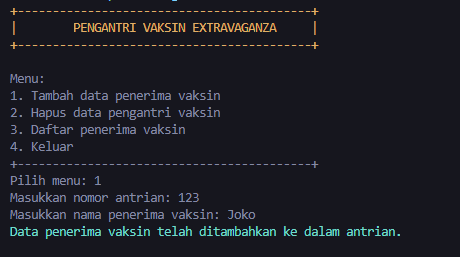 +------------------------------------------+
|        PENGANTRI VAKSIN EXTRAVAGANZA     |
+------------------------------------------+
Menu:
1. Tambah data penerima vaksin
2. Hapus data pengantri vaksin
3. Daftar penerima vaksin
4. Keluar
+------------------------------------------+
Pilih menu: 1
Masukkan nomor antrian: 123
Masukkan nama penerima vaksin: Joko
Data penerima vaksin telah ditambahkan ke dalam antrian.